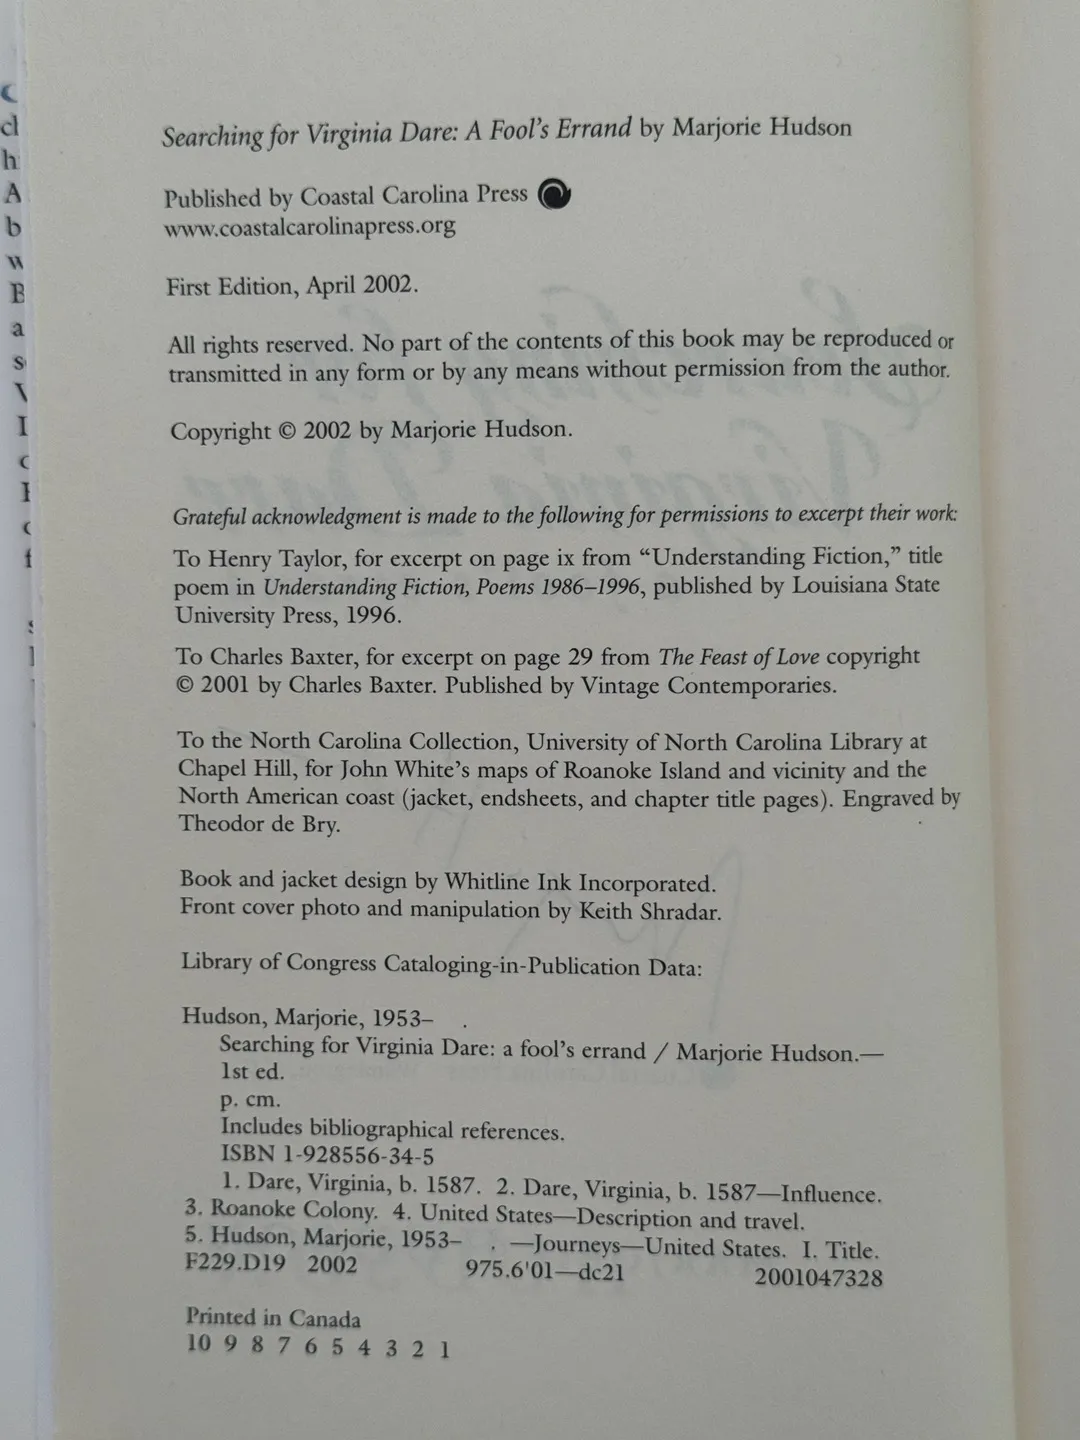 Searching for Virginia Dare: A Fool's Errand by Marjorie Hudson
Published by Coastal Carolina Press
www.coastalcarolinapress.org
First Edition, April 2002.
All rights reserved. No part of the contents of this book may be reproduced or
transmitted in any form or by any means without permission from the author.
Copyright © 2002 by Marjorie Hudson.
Grateful acknowledgment is made to the following for permissions to excerpt their work:
To Henry Taylor, for excerpt on page ix from “Understanding Fiction,” title
poem in Understanding Fiction, Poems 1986–1996, published by Louisiana State
University Press, 1996.
To Charles Baxter, for excerpt on page 29 from The Feast of Love copyright
© 2001 by Charles Baxter. Published by Vintage Contemporaries.
To the North Carolina Collection, University of North Carolina Library at
Chapel Hill, for John White's maps of Roanoke Island and vicinity and the
North American coast (jacket, endsheets, and chapter title pages). Engraved by
Theodor de Bry.
Book and jacket design by Whitline Ink Incorporated.
Front cover photo and manipulation by Keith Shradar.
Library of Congress Cataloging-in-Publication Data:
Hudson, Marjorie, 1953– .
Searching for Virginia Dare: a fool's errand / Marjorie Hudson.—
1st ed.
p. cm.
Includes bibliographical references.
ISBN 1-928556-34-5
1. Dare, Virginia, b. 1587. 2. Dare, Virginia, b. 1587—Influence.
3. Roanoke Colony. 4. United States—Description and travel.
5. Hudson, Marjorie, 1953– . —Journeys—United States. I. Title.
F229.D19 2002 975.6'01—dc21 2001047328
Printed in Canada
10 9 8 7 6 5 4 3 2 1